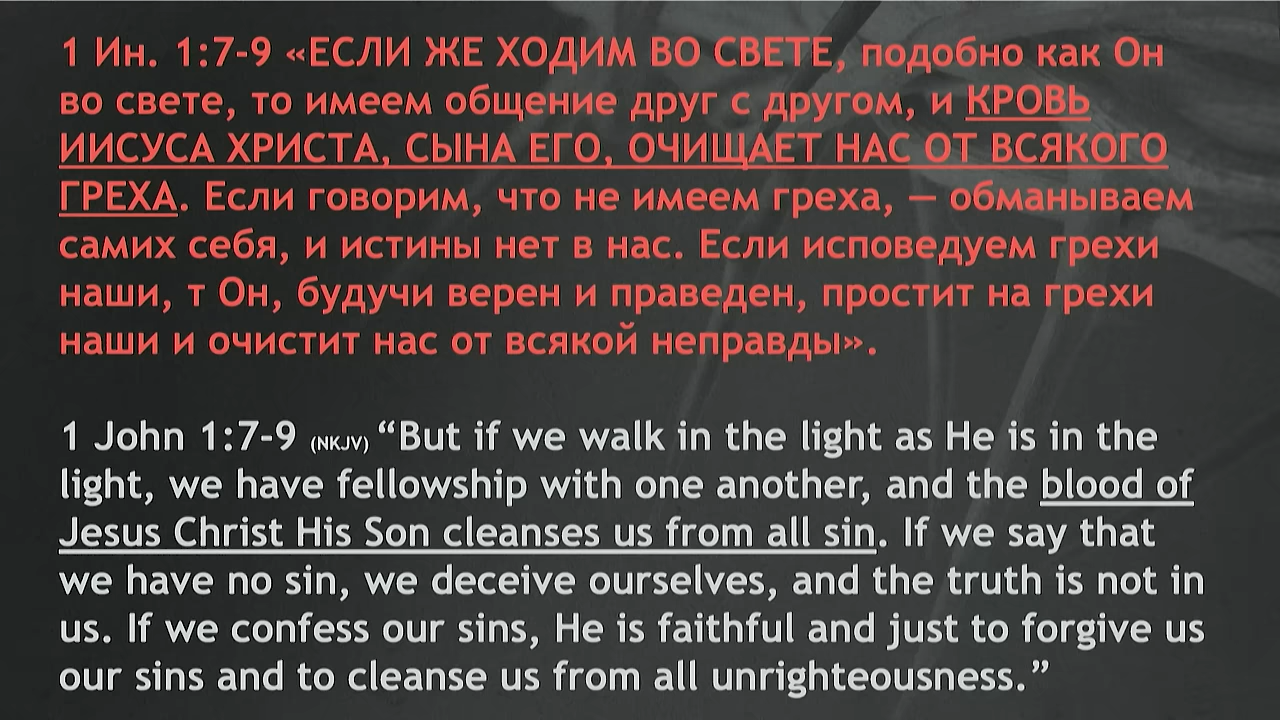 1 Ин. 1:7-9 «ЕСЛИ ЖЕ ХОДИМ ВО СВЕТЕ, подобно как Он
во свете, то имеем общение друг с другом, и КРОВЬ
ИИСУСА ХРИСТА, СЫНА ЕГО, ОЧИЩАЕТ НАС ОТ ВСЯКОГО
ГРЕХА. Если говорим, что не имеем греха, — обманываем
самих себя, и истины нет в нас. Если исповедуем грехи
наши, т Он, будучи верен и праведен, простит на грехи
наши и очистит нас от всякой неправды».
1 John 1:7-9 (NKJV) “But if we walk in the light as He is in the
light, we have fellowship with one another, and the blood of
Jesus Christ His Son cleanses us from all sin. If we say that
we have no sin, we deceive ourselves, and the truth is not in
us. If we confess our sins, He is faithful and just to forgive us
our sins and to cleanse us from all unrighteousness.”